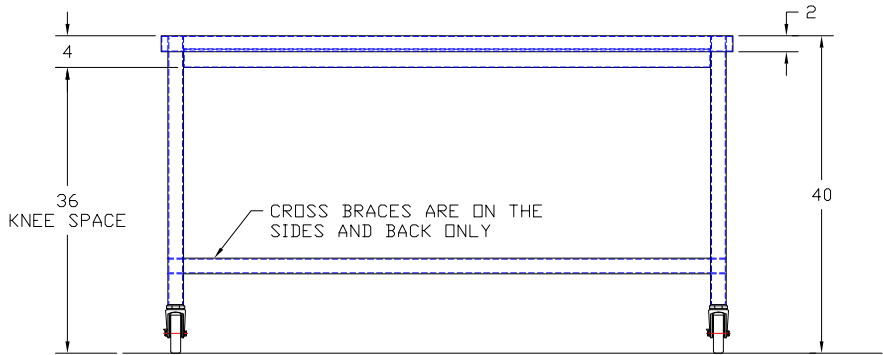 2
4
36
KNEE SPACE
CROSS BRACES ARE ON THE
SIDES AND BACK ONLY
40